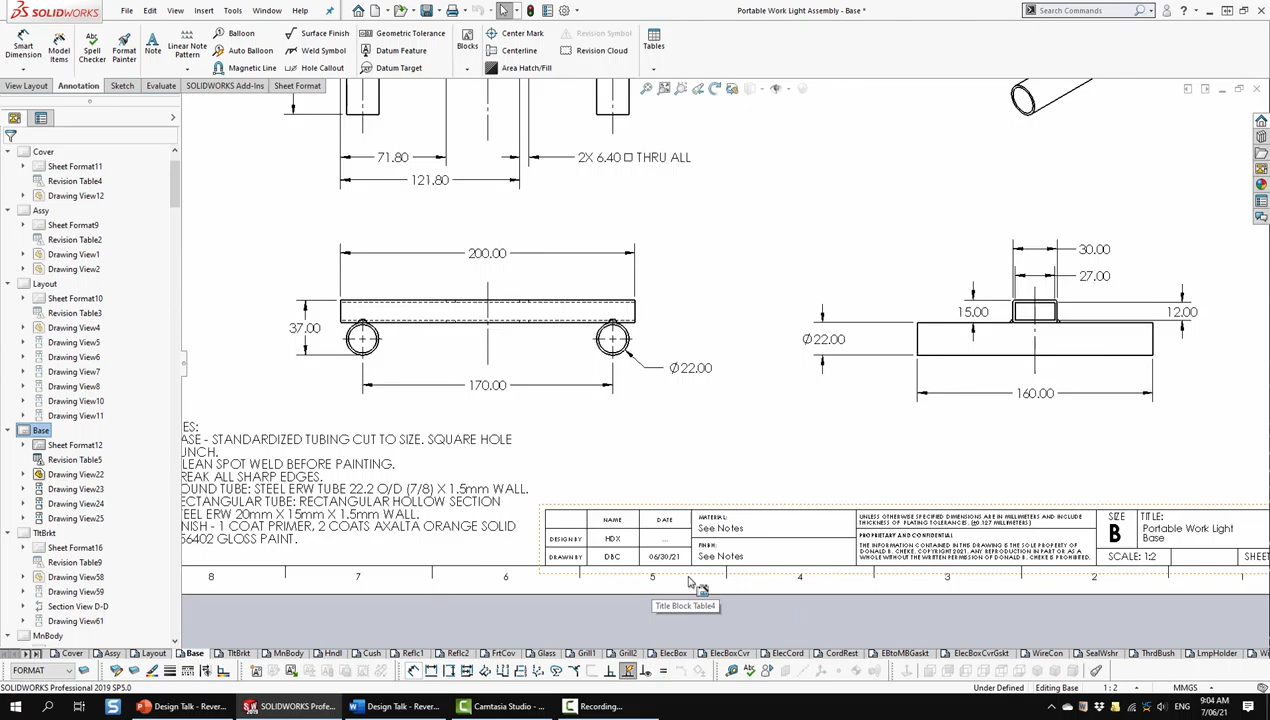 SOLIDWORKS
File
Edit
View
Insert
Tools
Window
Help
Portable Work Light Assembly - Base *
Search Commands
Smart Dimension
Model Items
Spell Checker
Format Painter
Note
Linear Note Pattern
Balloon
Auto Balloon
Magnetic Line
Surface Finish
Weld Symbol
Hole Callout
Geometric Tolerance
Datum Feature
Datum Target
Blocks
Center Mark
Centerline
Area Hatch/Fill
Revision Symbol
Revision Cloud
Tables
View Layout
Annotation
Sketch
Evaluate
SOLIDWORKS Add-Ins
Sheet Format
Cover
Sheet Format11
Revision Table4
Drawing View12
Assy
Sheet Format9
Revision Table2
Drawing View1
Drawing View2
Layout
Sheet Format10
Revision Table3
Drawing View4
Drawing View5
Drawing View6
Drawing View7
Drawing View8
Drawing View10
Drawing View11
Base
Sheet Format12
Revision Table5
Drawing View22
Drawing View23
Drawing View24
Drawing View25
TltBrkt
Sheet Format16
Revision Table9
Drawing View58
Drawing View59
Section View D-D
Drawing View61
MnBody
71.80
2X 6.40 □ THRU ALL
121.80
200.00
37.00
Ø22.00
170.00
30.00
27.00
15.00
12.00
Ø22.00
160.00
ES:
ASE - STANDARDIZED TUBING CUT TO SIZE. SQUARE HOLE
UNCH.
LEAN SPOT WELD BEFORE PAINTING.
REAK ALL SHARP EDGES.
OUND TUBE: STEEL ERW TUBE 22.2 O/D (7/8) X 1.5mm WALL.
ECTANGULAR TUBE: RECTANGULAR HOLLOW SECTION
TEEL ERW 20mm X 15mm X 1.5mm WALL.
INISH - 1 COAT PRIMER, 2 COATS AXALTA ORANGE SOLID
56402 GLOSS PAINT.
NAME
DATE
DESIGN BY
HDX
...
DRAWN BY
DBC
06/30/21
MATERIAL:
See Notes
FINISH:
See Notes
UNLESS OTHERWISE SPECIFIED DIMENSIONS ARE IN MILLIMETERS AND INCLUDE
THICKNESS OF PLATING TOLERANCES. (±0.127 MILLIMETERS)
PROPRIETARY AND CONFIDENTIAL
THE INFORMATION CONTAINED IN THIS DRAWING IS THE SOLE PROPERTY OF
DONALD B. CHEKE, COPYRIGHT 2021. ANY REPRODUCTION IN PART OR AS A
WHOLE WITHOUT THE WRITTEN PERMISSION OF DONALD B. CHEKE, IS PROHIBITED.
SIZE
B
TITLE:
Portable Work Light
Base
SCALE: 1:2
SHEET
8
7
6
5
4
3
2
1
Title Block Table4
Cover
Assy
Layout
Base
TltBrkt
MnBody
Hndl
Cush
Reflc1
Reflc2
FrtCov
Glass
Grill1
Grill2
ElecBox
ElecBoxCvr
ElecCord
CordRest
EBtoMBGaskt
ElecBoxCvrGskt
WireCon
SealWshr
ThrdBush
LmpHolder
FORMAT
SOLIDWORKS Professional 2019 SP5.0
Under Defined
Editing Base
1 : 2
MMGS
Design Talk - Rever...
SOLIDWORKS Profe...
Design Talk - Rever...
Camtasia Studio - ...
Recording...
9:04 AM
7/06/21